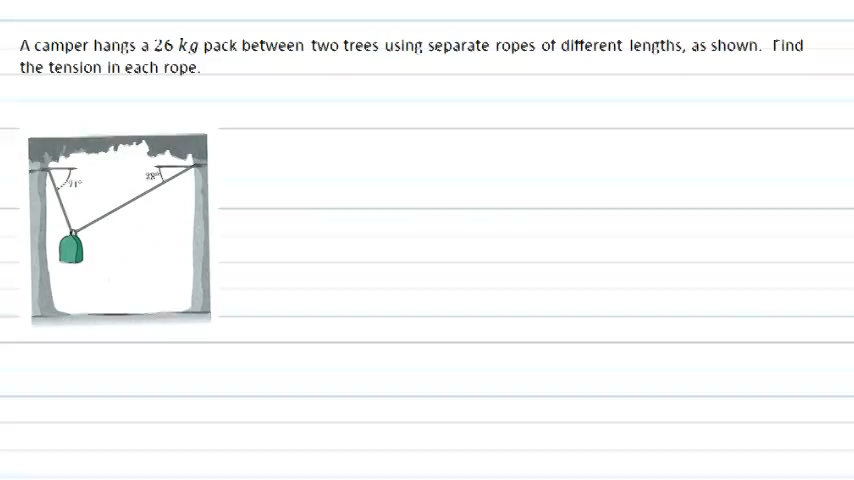 A camper hangs a 26 kg pack between two trees using separate ropes of different lengths, as shown. Find
the tension in each rope.
71° 28°